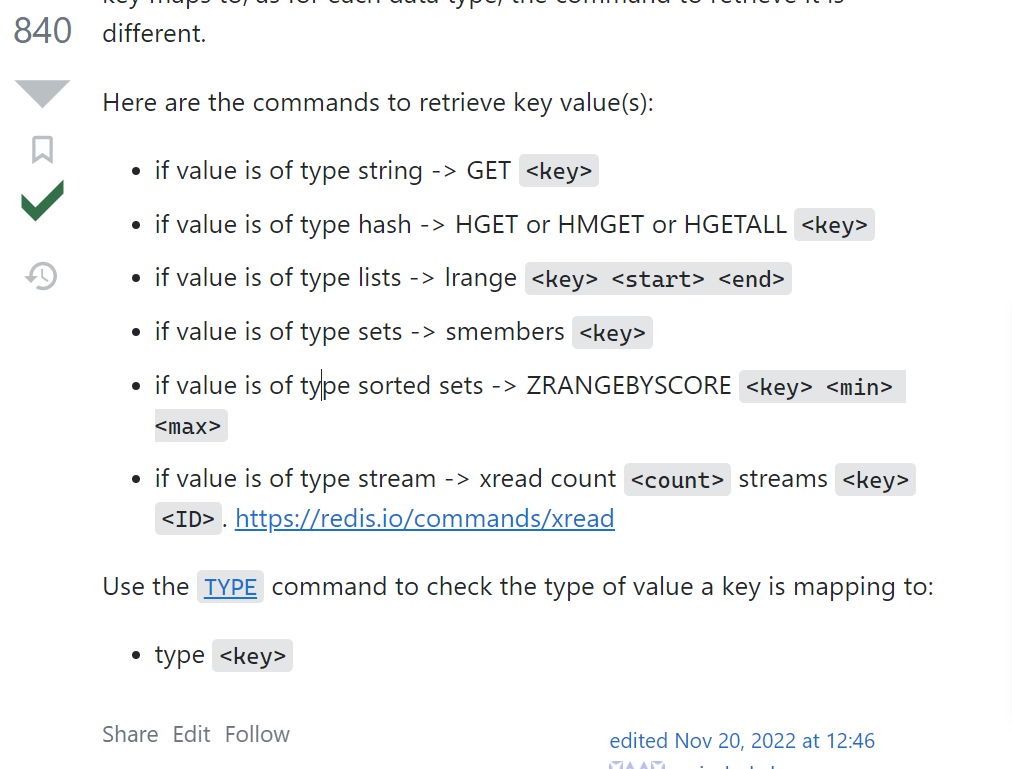 840
different.
Here are the commands to retrieve key value(s):
if value is of type string -> GET <key>
if value is of type hash -> HGET or HMGET or HGETALL <key>
if value is of type lists -> lrange <key> <start> <end>
if value is of type sets -> smembers <key>
if value is of type sorted sets -> ZRANGEBYSCORE <key> <min>
<max>
if value is of type stream -> xread count <count> streams <key>
<ID>. https://redis.io/commands/xread
Use the TYPE command to check the type of value a key is mapping to:
type <key>
Share Edit Follow
edited Nov 20, 2022 at 12:46